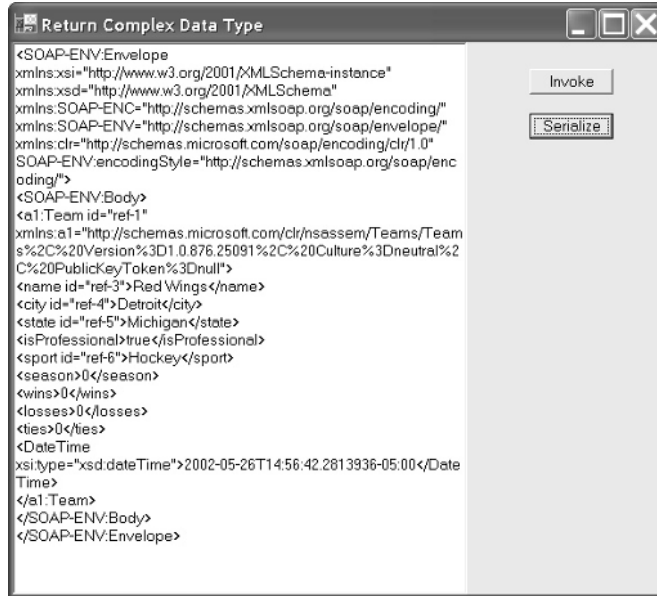 Return Complex Data Type
<SOAP-ENV:Envelope
xmlns:xsi="http://www.w3.org/2001/XMLSchema-instance"
xmlns:xsd="http://www.w3.org/2001/XMLSchema"
xmlns:SOAP-ENC="http://schemas.xmlsoap.org/soap/encoding/"
xmlns:SOAP-ENV="http://schemas.xmlsoap.org/soap/envelope/"
xmlns:clr="http://schemas.microsoft.com/soap/encoding/clr/1.0"
SOAP-ENV:encodingStyle="http://schemas.xmlsoap.org/soap/enc
oding/">
<SOAP-ENV:Body>
<a1:Team id="ref-1"
xmlns:a1="http://schemas.microsoft.com/clr/nsassem/Teams/Team
s%2C%20Version%3D1.0.876.25091%2C%20Culture%3Dneutral%2
C%20PublicKeyToken%3Dnull">
<name id="ref-3">Red Wings</name>
<city id="ref-4">Detroit</city>
<state id="ref-5">Michigan</state>
<isProfessional>true</isProfessional>
<sport id="ref-6">Hockey</sport>
<season>0</season>
<wins>0</wins>
<losses>0</losses>
<ties>0</ties>
<DateTime
xsi:type="xsd:dateTime">2002-05-26T14:56:42.2813936-05:00</Date
Time>
</a1:Team>
</SOAP-ENV:Body>
</SOAP-ENV:Envelope>
Invoke
Serialize